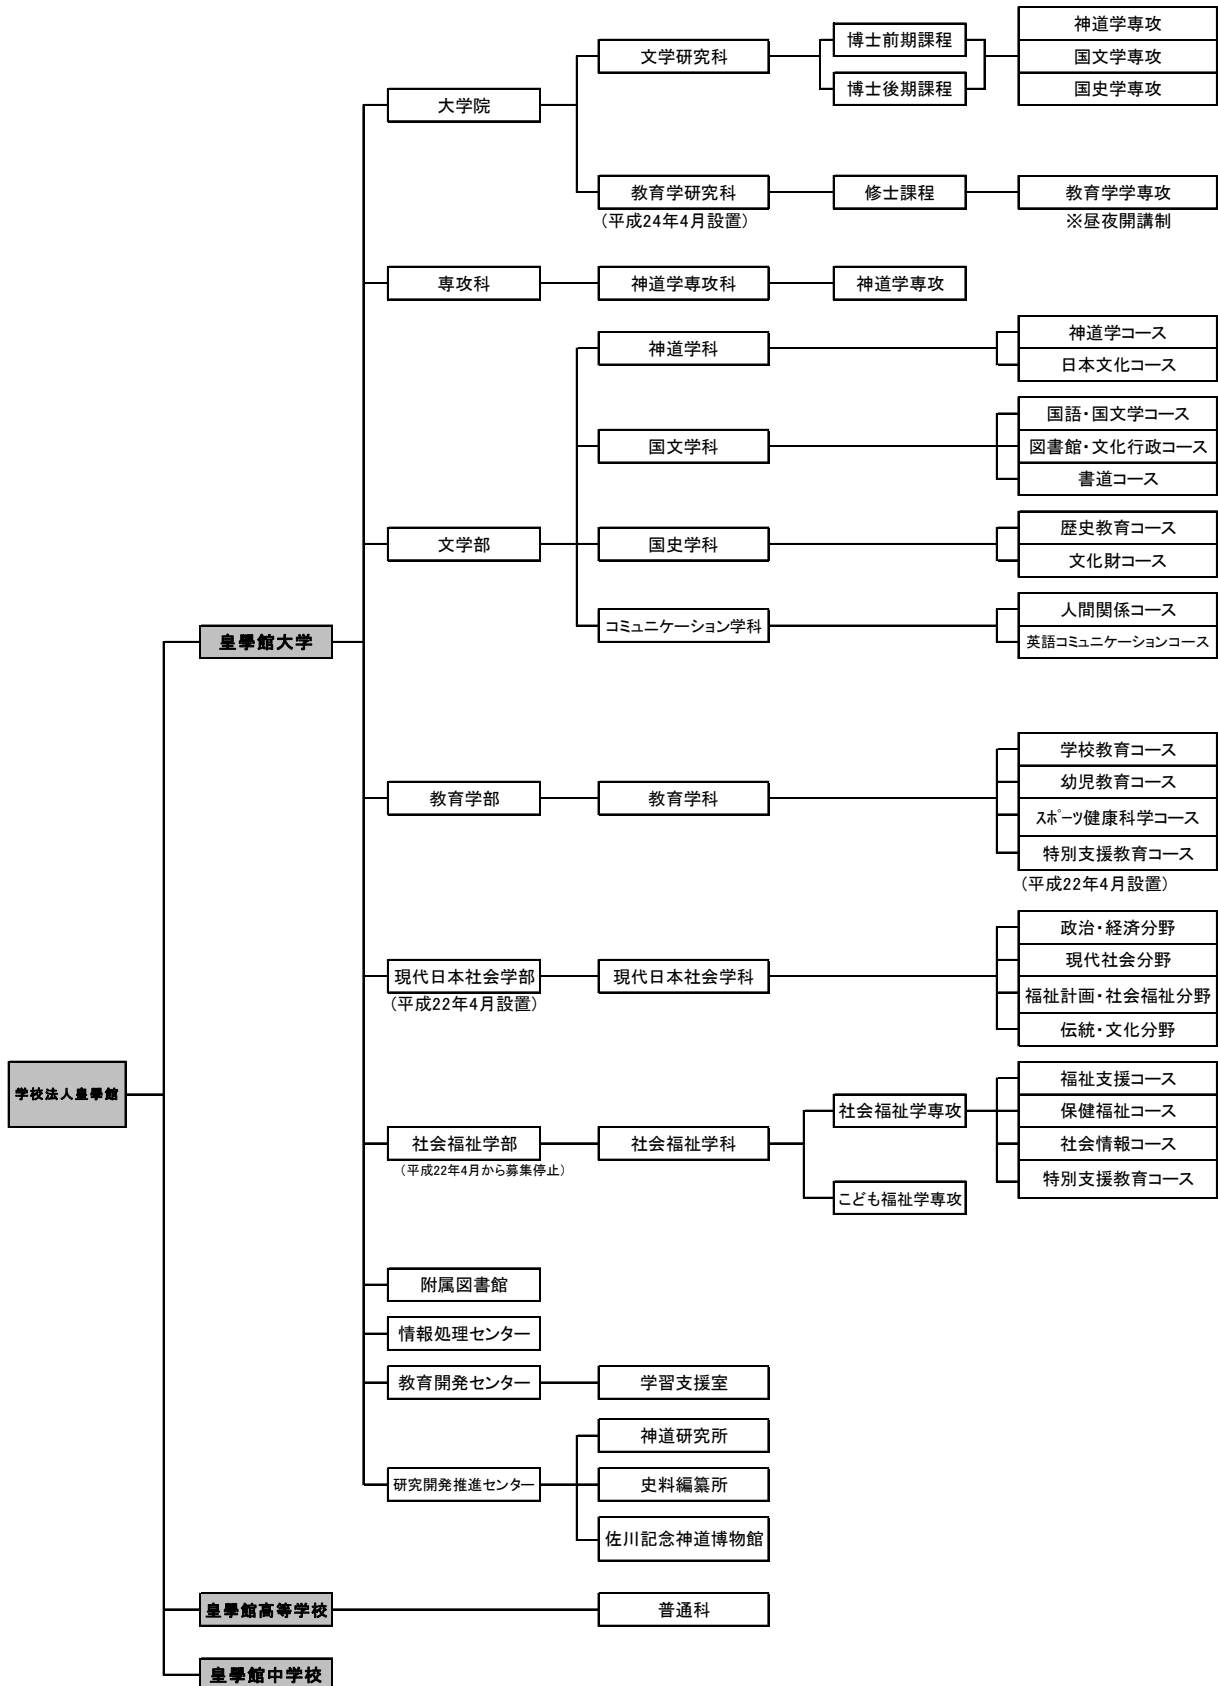 神道学専攻
博士前期課程
文学研究科
国文学専攻
博士後期課程
国史学専攻
大学院
教育学研究科
修士課程
教育学学専攻
(平成24年4月設置)
※昼夜開講制
専攻科
神道学専攻科
神道学専攻
神道学コース
神道学科
日本文化コース
国語・国文学コース
国文学科
図書館・文化行政コース
書道コース
歴史教育コース
文学部
国史学科
文化財コース
人間関係コース
コミュニケーション学科
皇學館大学
英語コミュニケーションコース
学校教育コース
幼児教育コース
教育学部
教育学科
スポーツ健康科学コース
特別支援教育コース
(平成22年4月設置)
政治・経済分野
現代社会分野
現代日本社会学部
現代日本社会学科
福祉計画・社会福祉分野
(平成22年4月設置)
伝統・文化分野
福祉支援コース
学校法人皇學館
社会福祉学専攻
保健福祉コース
社会福祉学部
社会福祉学科
社会情報コース
(平成22年4月から募集停止)
特別支援教育コース
こども福祉学専攻
附属図書館
情報処理センター
教育開発センター
学習支援室
神道研究所
研究開発推進センター
史料編纂所
佐川記念神道博物館
皇學館高等学校
普通科
皇學館中学校